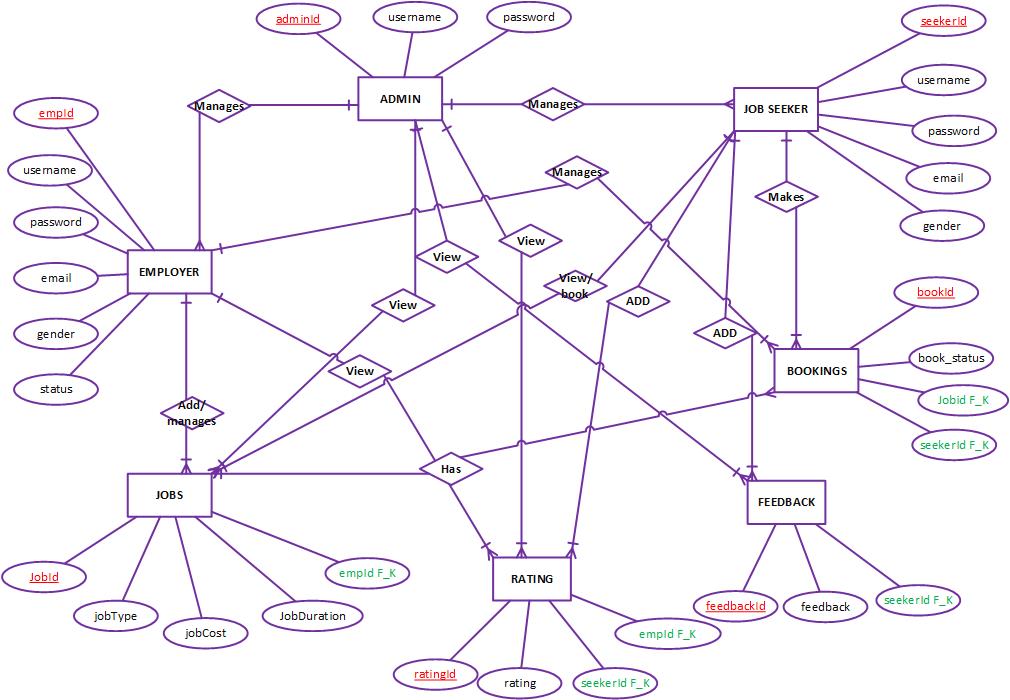 adminId
username
password
seekerId
ADMIN
Manages
Manages
JOB SEEKER
username
empId
password
username
Manages
email
Makes
password
gender
View
View
EMPLOYER
email
View/
book
bookId
View
ADD
gender
ADD
book_status
View
BOOKINGS
status
Jobid F_K
Add/
manages
seekerId F_K
Has
JOBS
FEEDBACK
JobId
empId F_K
RATING
jobType
JobDuration
feedbackId
feedback
seekerId F_K
jobCost
empId F_K
ratingId
rating
seekerId F_K